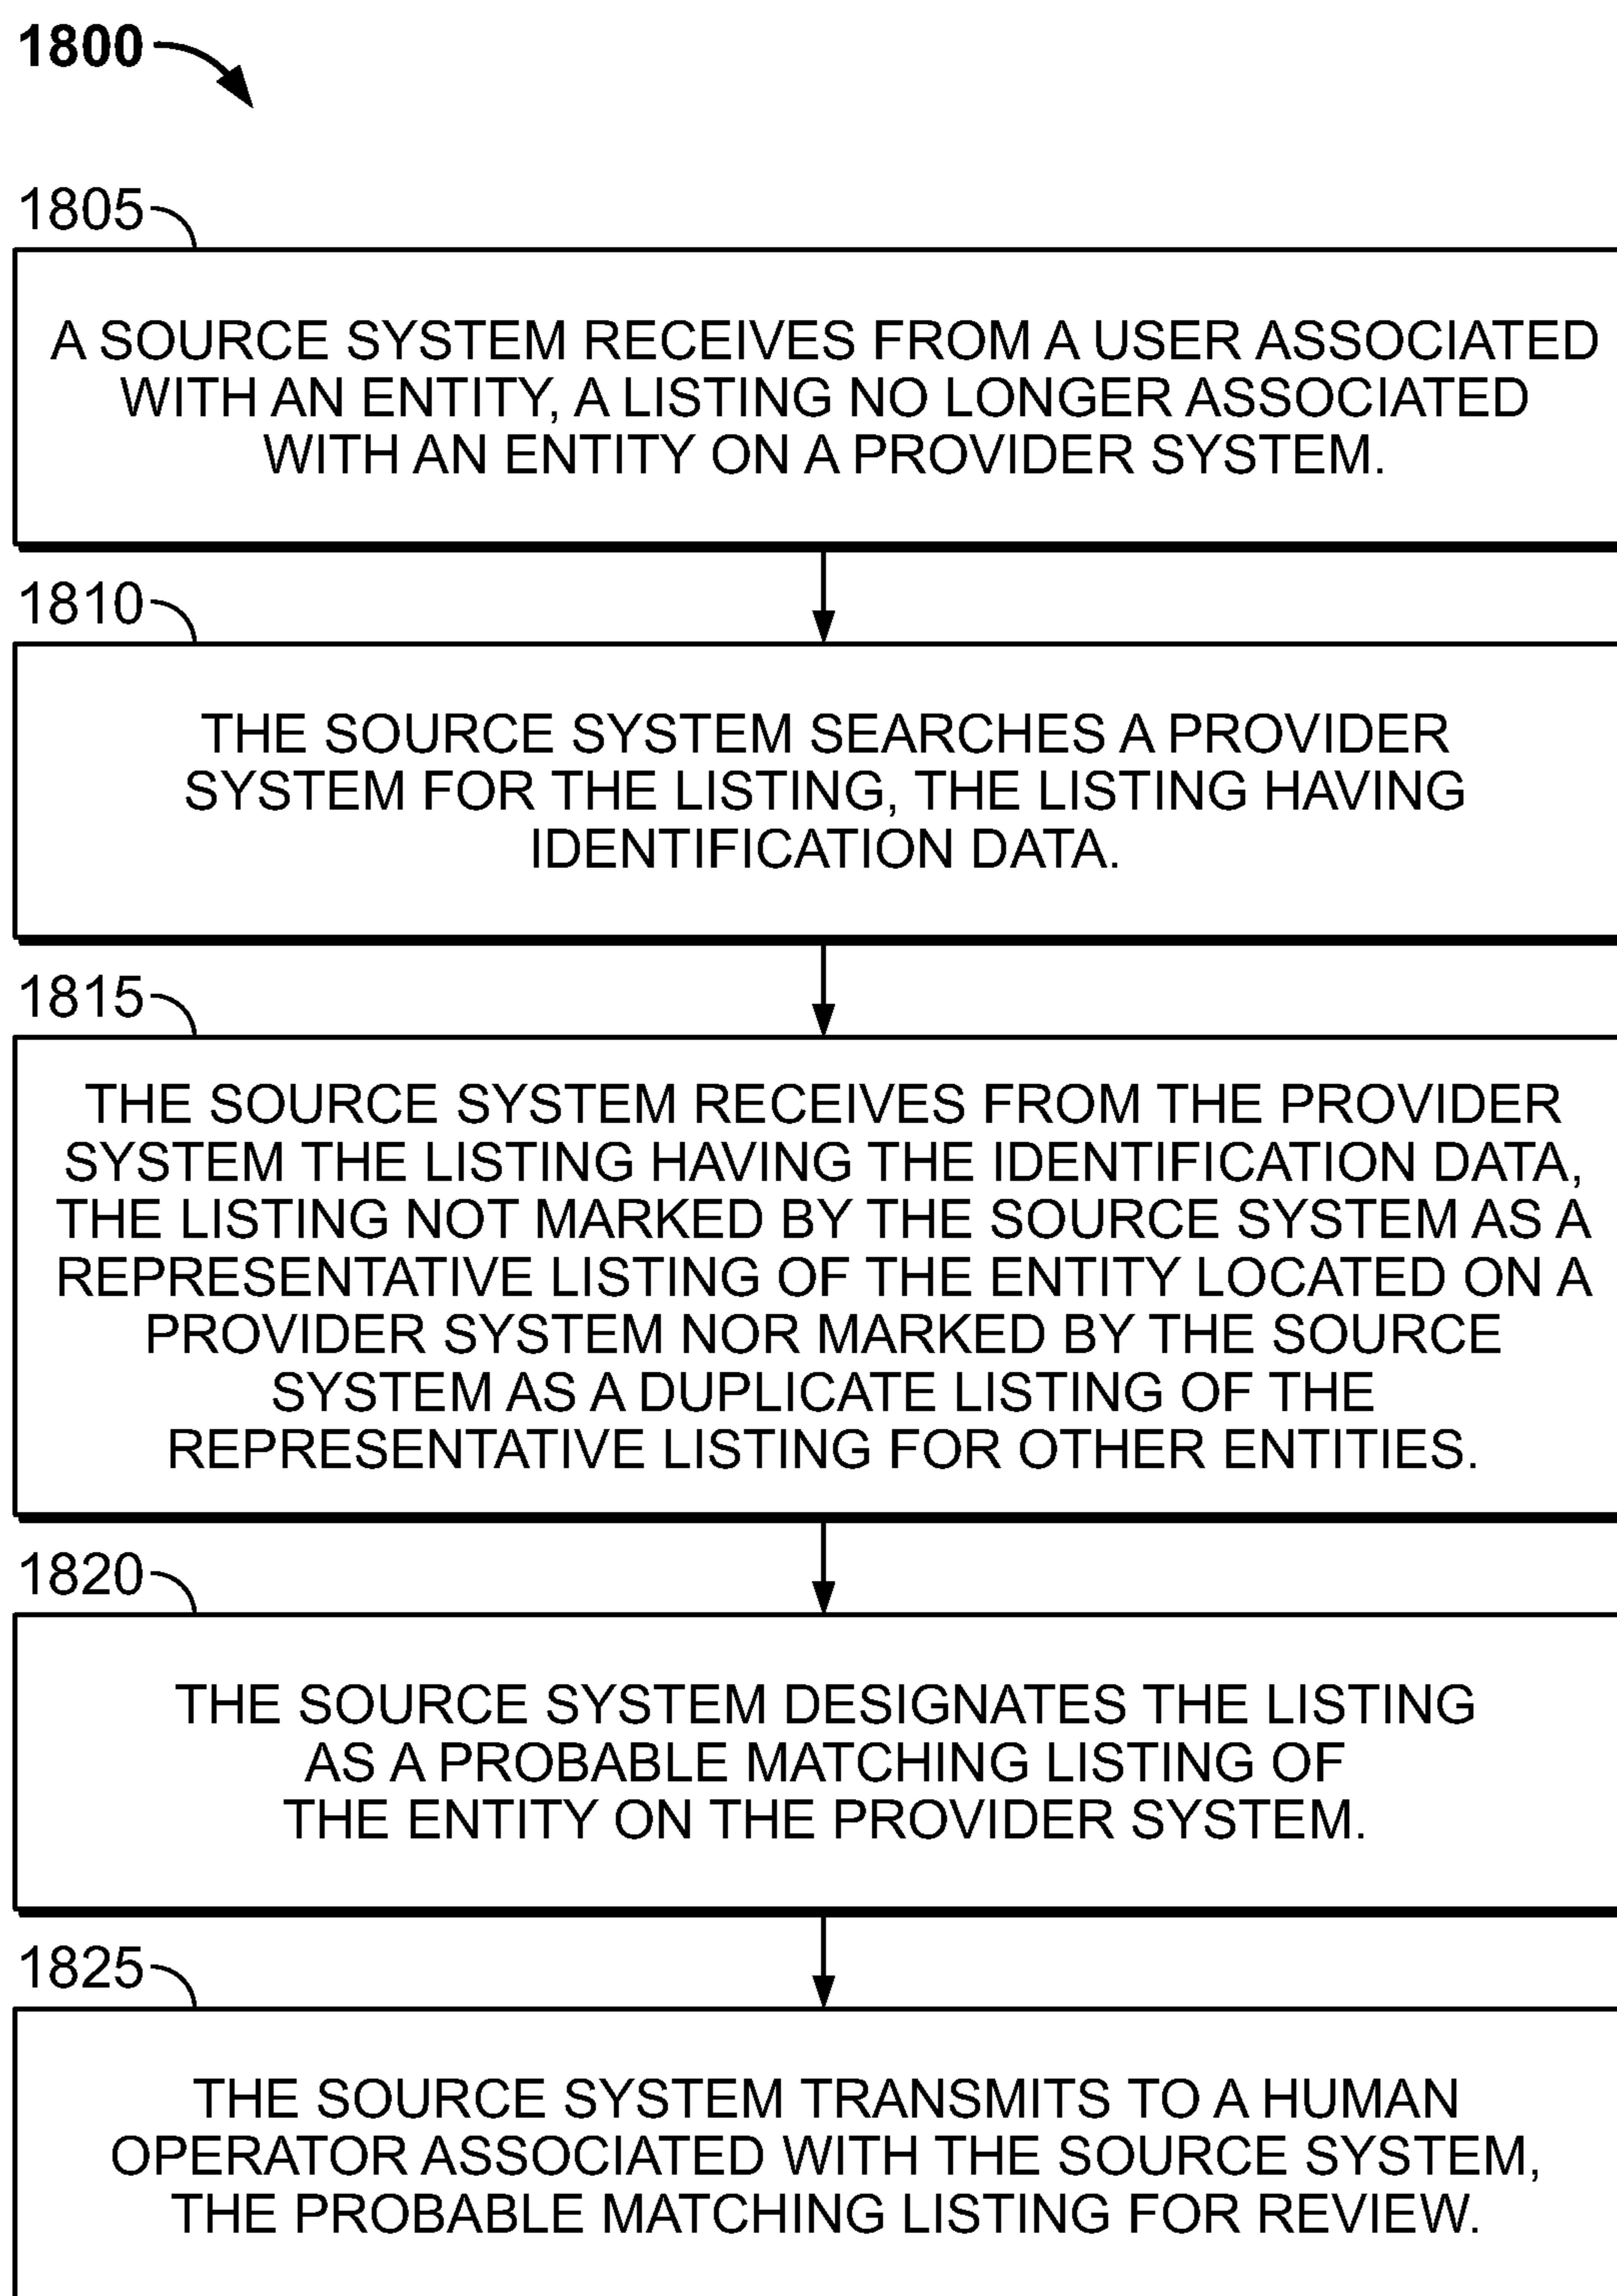 1800
1805
A SOURCE SYSTEM RECEIVES FROM A USER ASSOCIATED
WITH AN ENTITY, A LISTING NO LONGER ASSOCIATED
WITH AN ENTITY ON A PROVIDER SYSTEM.
1810
THE SOURCE SYSTEM SEARCHES A PROVIDER
SYSTEM FOR THE LISTING, THE LISTING HAVING
IDENTIFICATION DATA.
1815
THE SOURCE SYSTEM RECEIVES FROM THE PROVIDER
SYSTEM THE LISTING HAVING THE IDENTIFICATION DATA,
THE LISTING NOT MARKED BY THE SOURCE SYSTEM AS A
REPRESENTATIVE LISTING OF THE ENTITY LOCATED ON A
PROVIDER SYSTEM NOR MARKED BY THE SOURCE
SYSTEM AS A DUPLICATE LISTING OF THE
REPRESENTATIVE LISTING FOR OTHER ENTITIES.
1820
THE SOURCE SYSTEM DESIGNATES THE LISTING
AS A PROBABLE MATCHING LISTING OF
THE ENTITY ON THE PROVIDER SYSTEM.
1825
THE SOURCE SYSTEM TRANSMITS TO A HUMAN
OPERATOR ASSOCIATED WITH THE SOURCE SYSTEM,
THE PROBABLE MATCHING LISTING FOR REVIEW.